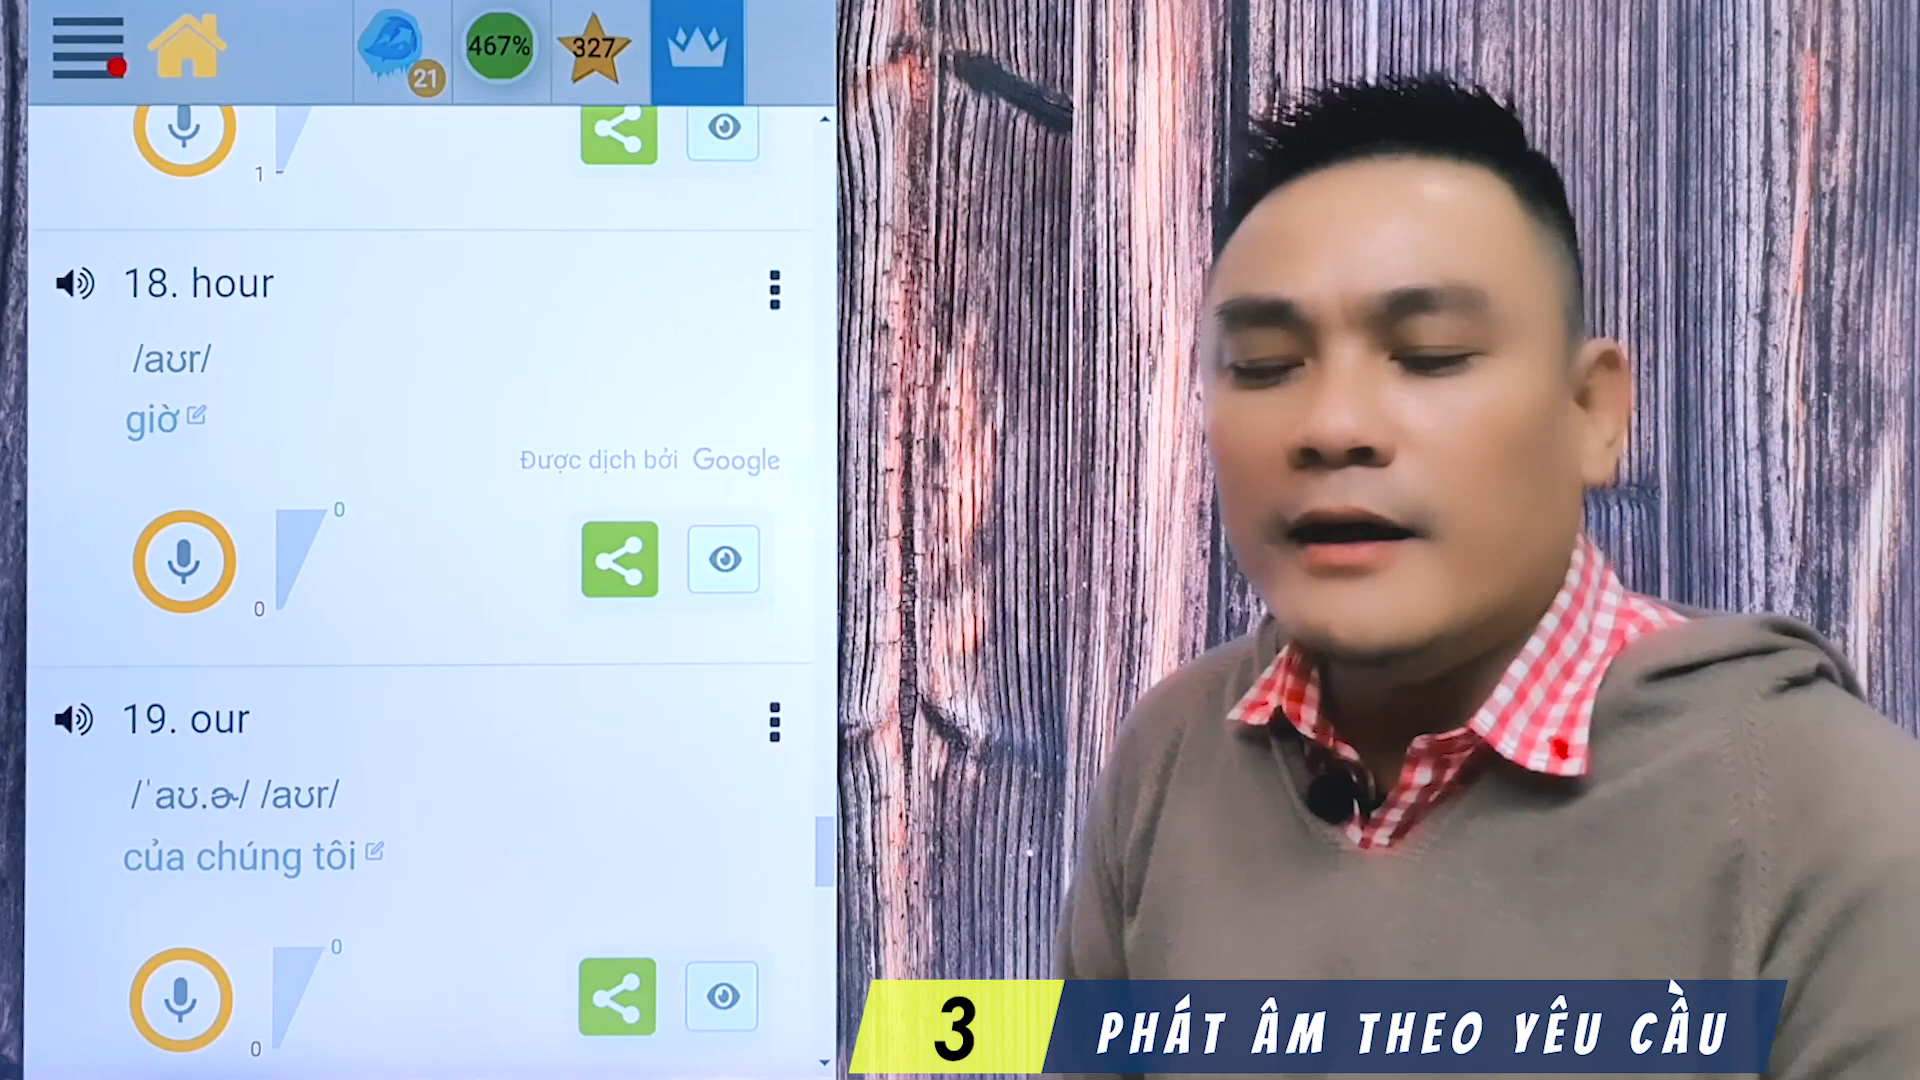 21
467%
327
1
18. hour
/aʊr/
giờ
Được dịch bởi Google
0
0
19. our
/ˈaʊ.ɚ/ /aʊr/
của chúng tôi
0
0
3 PHÁT ÂM THEO YÊU CẦU